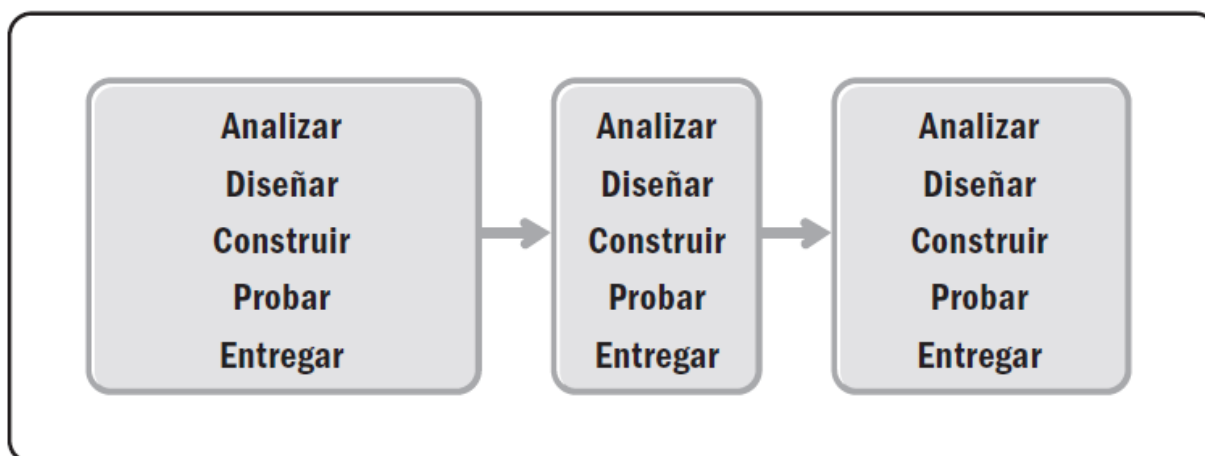 Analizar
Diseñar
Construir
Probar
Entregar
Analizar
Diseñar
Construir
Probar
Entregar
Analizar
Diseñar
Construir
Probar
Entregar